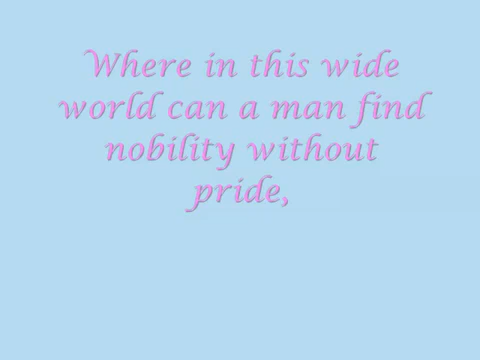 Where in this wide
world can a man find
nobility without
pride,